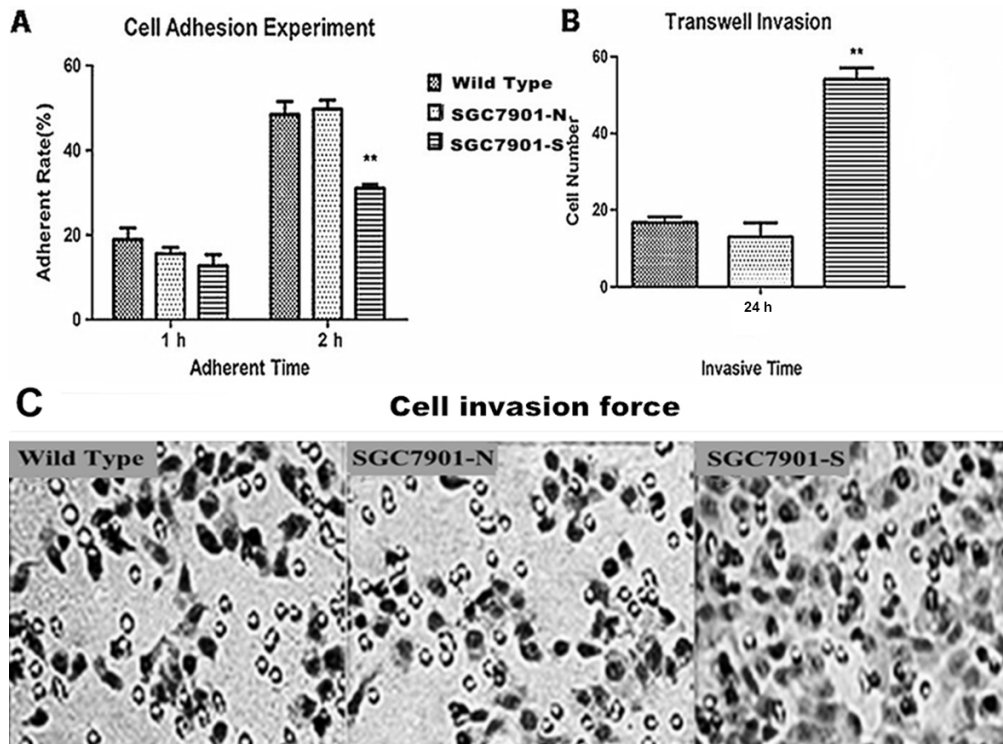 A
Cell Adhesion Experiment
Adherent Rate(%)
60
40
20
0
1 h
2 h
**
Adherent Time
Wild Type
SGC7901-N
SGC7901-S
B
Transwell Invasion
Cell Number
60
40
20
0
**
24 h
Invasive Time
C
Cell invasion force
Wild Type
SGC7901-N
SGC7901-S